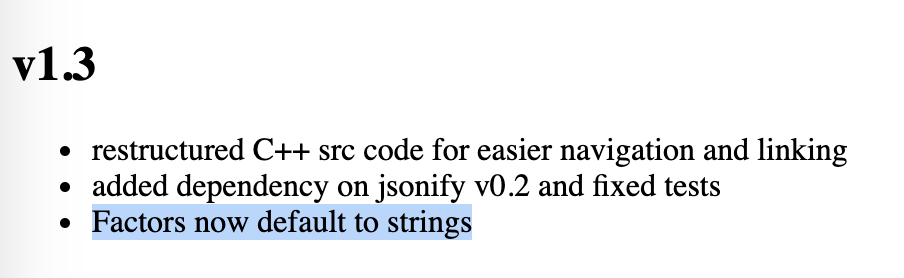 v1.3
restructured C++ src code for easier navigation and linking
added dependency on jsonify v0.2 and fixed tests
Factors now default to strings